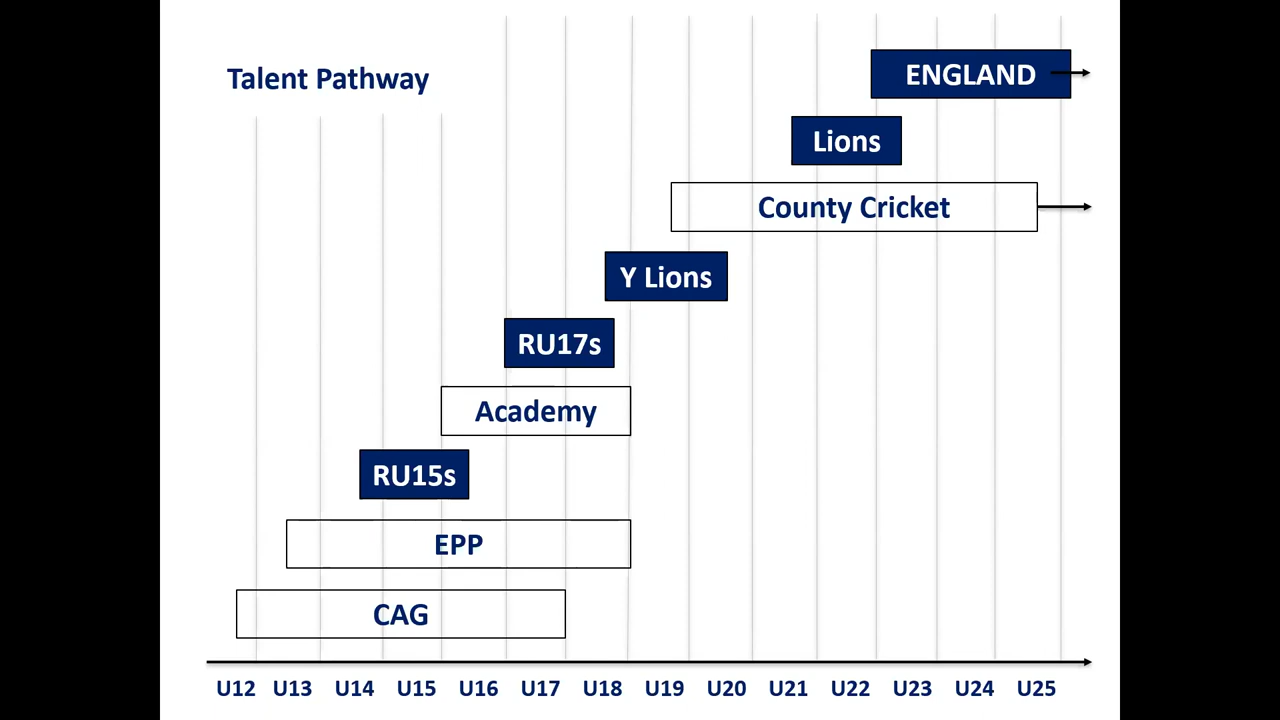 Talent Pathway
ENGLAND
Lions
County Cricket
Y Lions
RU17s
Academy
RU15s
EPP
CAG
U12 U13 U14 U15 U16 U17 U18 U19 U20 U21 U22 U23 U24 U25